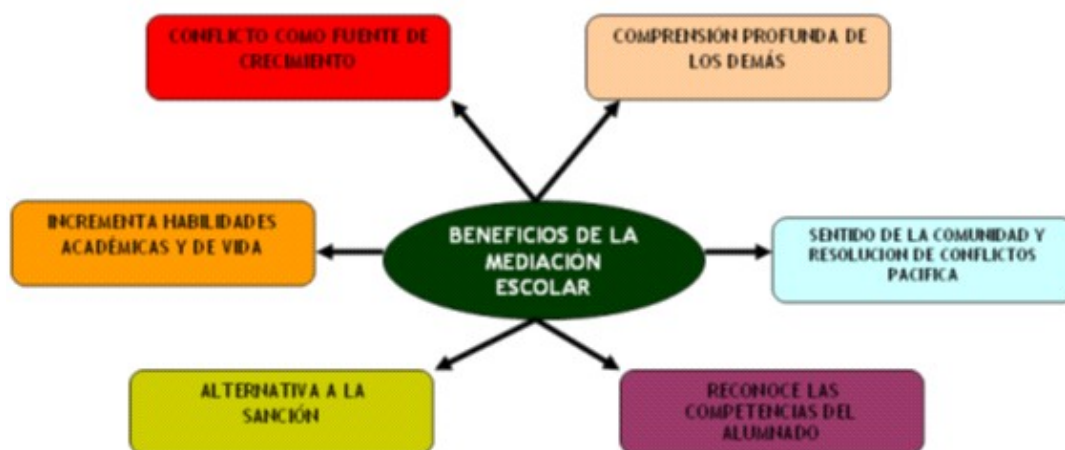 CONFLICTO COMO FUENTE DE
CRECIMIENTO
COMPRENSIÓN PROFUNDA DE
LOS DEMÁS
INCREMENTA HABILIDADES
ACADÉMICAS Y DE VIDA
BENEFICIOS DE LA
MEDIACIÓN
ESCOLAR
SENTIDO DE LA COMUNIDAD Y
RESOLUCION DE CONFLICTOS
PACIFICA
ALTERNATIVA A LA
SANCIÓN
RECONOCE LAS
COMPETENCIAS DEL
ALUMNADO